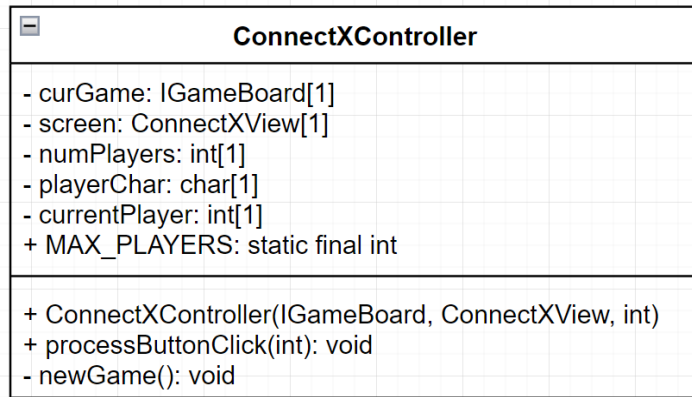 ConnectXController
- curGame: IGameBoard[1]
- screen: ConnectXView[1]
- numPlayers: int[1]
- playerChar: char[1]
- currentPlayer: int[1]
+ MAX_PLAYERS: static final int
+ ConnectXController(IGameBoard, ConnectXView, int)
+ processButtonClick(int): void
- newGame(): void